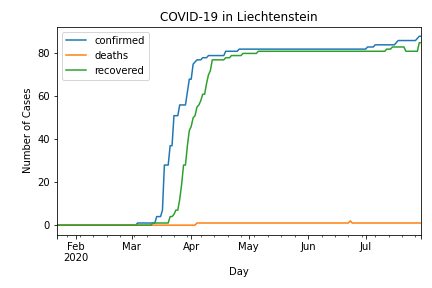 COVID-19 in Liechtenstein
confirmed
deaths
recovered
Number of Cases
80
60
40
20
0
Feb
2020
Mar
Apr
May
Jun
Jul
Day